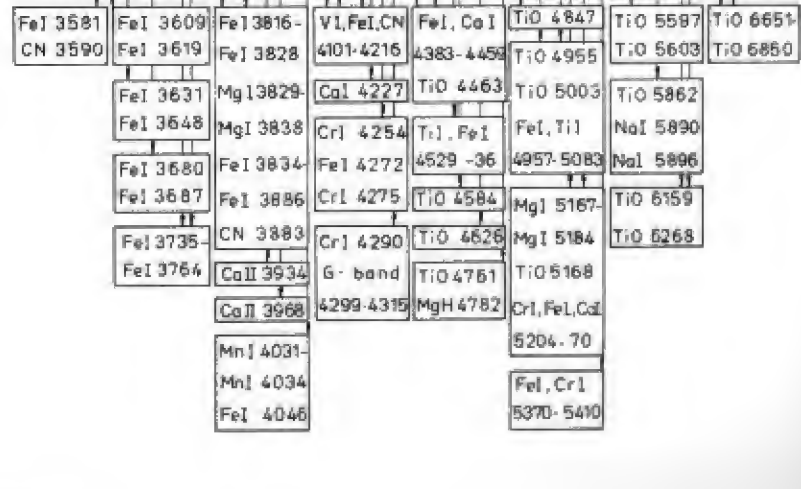 FeI 3581
CN 3590
FeI 3609
FeI 3619
FeI 3631
FeI 3648
FeI 3680
FeI 3687
FeI 3735-
FeI 3764
FeI 3816-
FeI 3828
MgI 3829-
MgI 3838
FeI 3834-
FeI 3886
CN 3883
CaII 3934
CaII 3968
MnI 4031-
MnI 4034
FeI 4046
VI, FeI, CN
4101-4216
CaI 4227
CrI 4254
FeI 4272
CrI 4275
CrI 4290
G-band
4299-4315
FeI, CaI
4383-4459
TiO 4463
TiI, FeI
4529-36
TiO 4584
TiO 4626
TiO 4761
MgH 4782
TiO 4847
TiO 4955
TiO 5003
FeI, TiI
4957-5083
MgI 5167-
MgI 5184
TiO 5168
CrI, FeI, CaI
5204-70
FeI, CrI
5370-5410
TiO 5597
TiO 5603
TiO 5862
NaI 5890
NaI 5896
TiO 6159
TiO 6268
TiO 6651-
TiO 6860